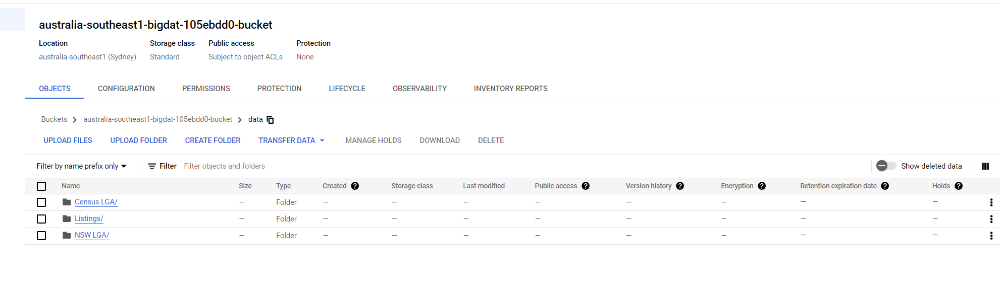 australia-southeast1-bigdat-105ebdd0-bucket
Location Storage class Public access Protection
australia-southeast1 (Sydney) Standard Subject to object ACLs None
OBJECTS CONFIGURATION PERMISSIONS PROTECTION LIFECYCLE OBSERVABILITY INVENTORY REPORTS
Buckets > australia-southeast1-bigdat-105ebdd0-bucket > data
UPLOAD FILES UPLOAD FOLDER CREATE FOLDER TRANSFER DATA MANAGE HOLDS DOWNLOAD DELETE
Filter by name prefix only Filter Filter objects and folders Show deleted data
Name Size Type Created ? Storage class Last modified Public access ? Version history ? Encryption ? Retention expiration date ? Holds ?
Census LGA/ — Folder — — — — — — — —
Listings/ — Folder — — — — — — — —
NSW LGA/ — Folder — — — — — — — —